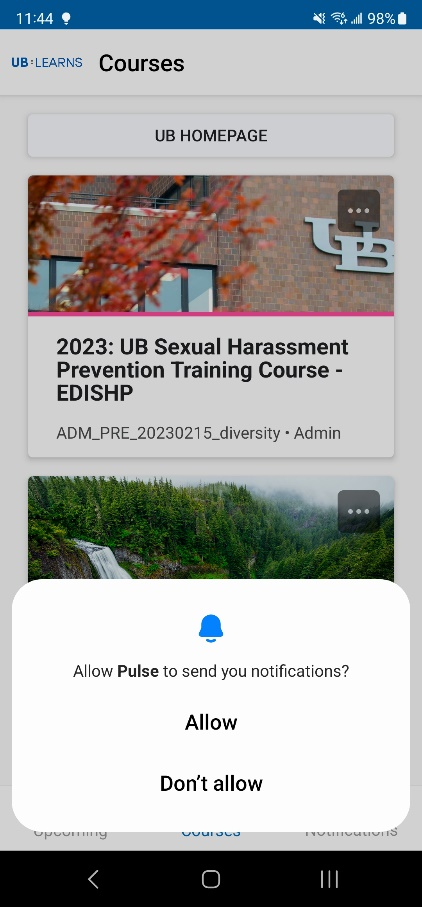 11:44
98%
UB LEARNS
Courses
UB HOMEPAGE
UB
2023: UB Sexual Harassment
Prevention Training Course -
EDISHP
ADM_PRE_20230215_diversity • Admin
Allow Pulse to send you notifications?
Allow
Don’t allow
Upcoming
Courses
Notifications